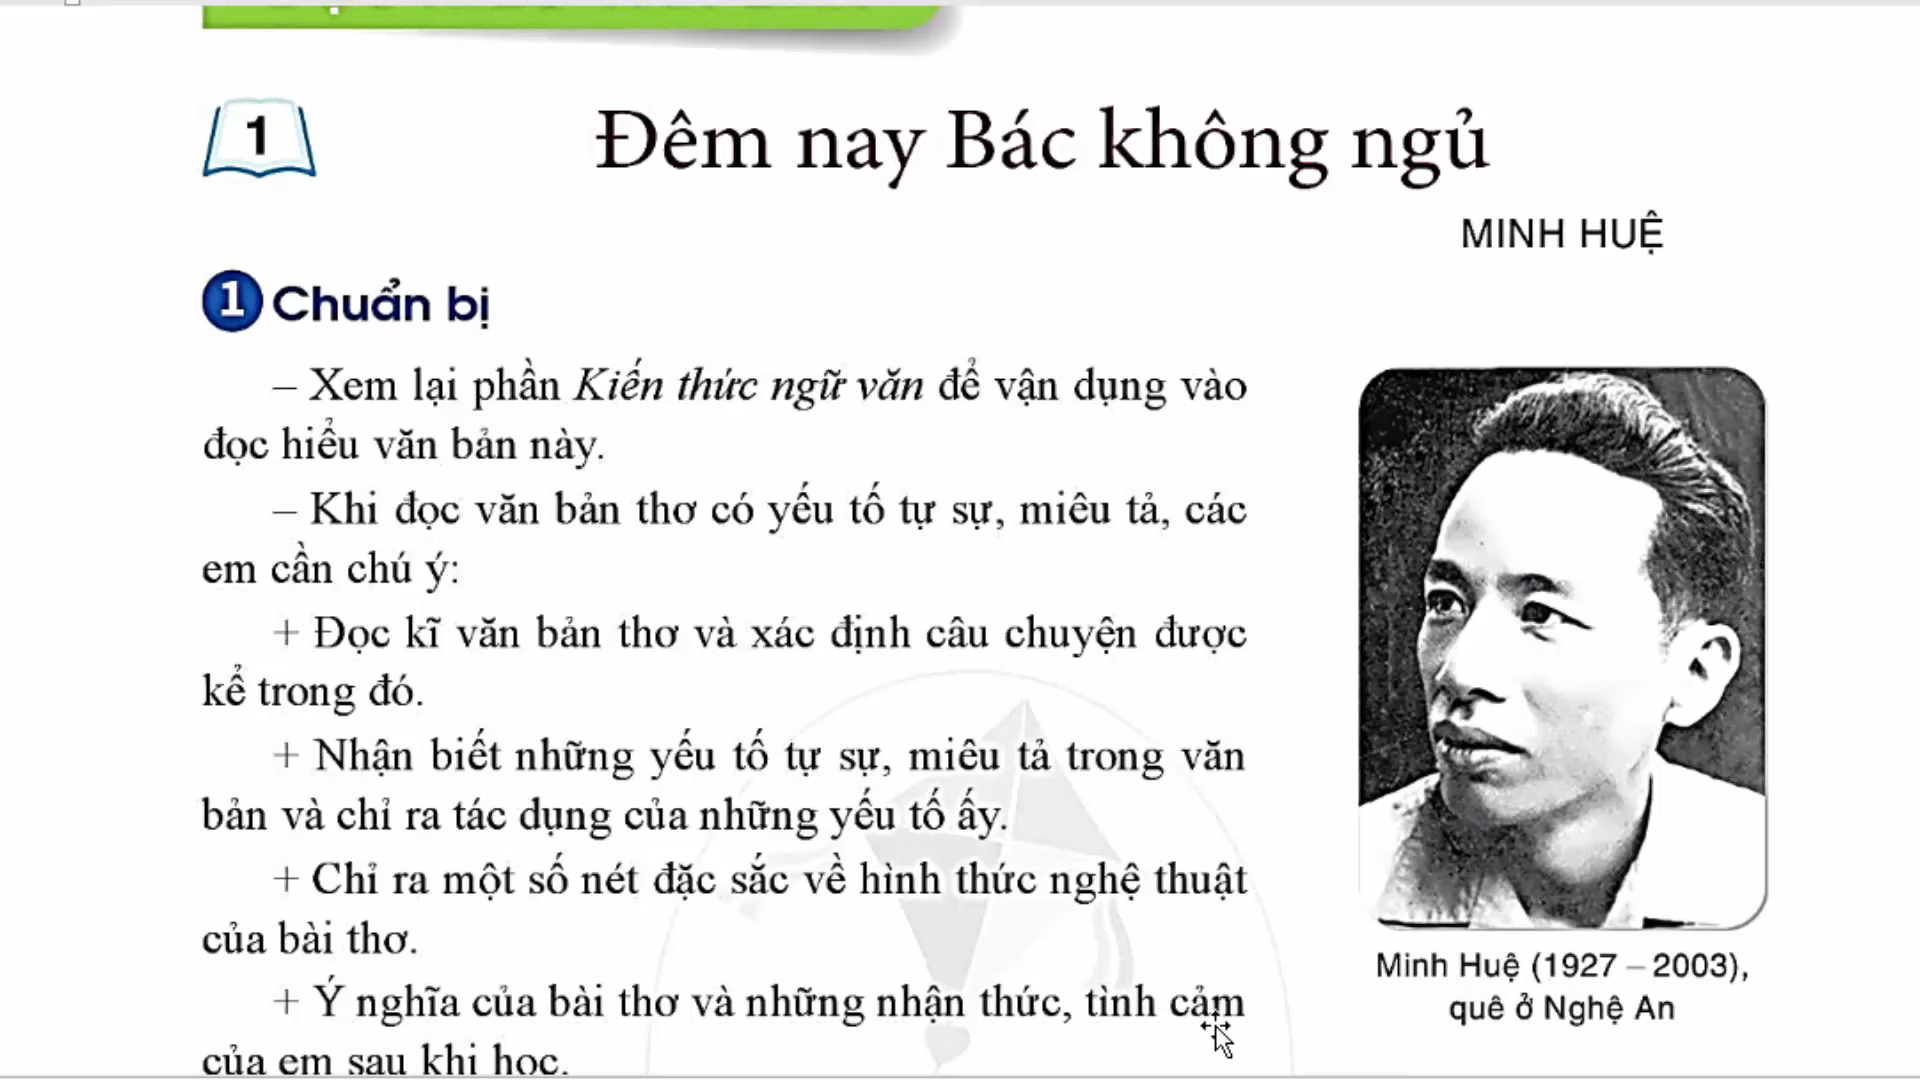 1
Đêm nay Bác không ngủ
MINH HUỆ
1 Chuẩn bị
– Xem lại phần Kiến thức ngữ văn để vận dụng vào
đọc hiểu văn bản này.
– Khi đọc văn bản thơ có yếu tố tự sự, miêu tả, các
em cần chú ý:
+ Đọc kĩ văn bản thơ và xác định câu chuyện được
kể trong đó.
+ Nhận biết những yếu tố tự sự, miêu tả trong văn
bản và chỉ ra tác dụng của những yếu tố ấy.
+ Chỉ ra một số nét đặc sắc về hình thức nghệ thuật
của bài thơ.
+ Ý nghĩa của bài thơ và những nhận thức, tình cảm
của em sau khi học.
Minh Huệ (1927 – 2003),
quê ở Nghệ An